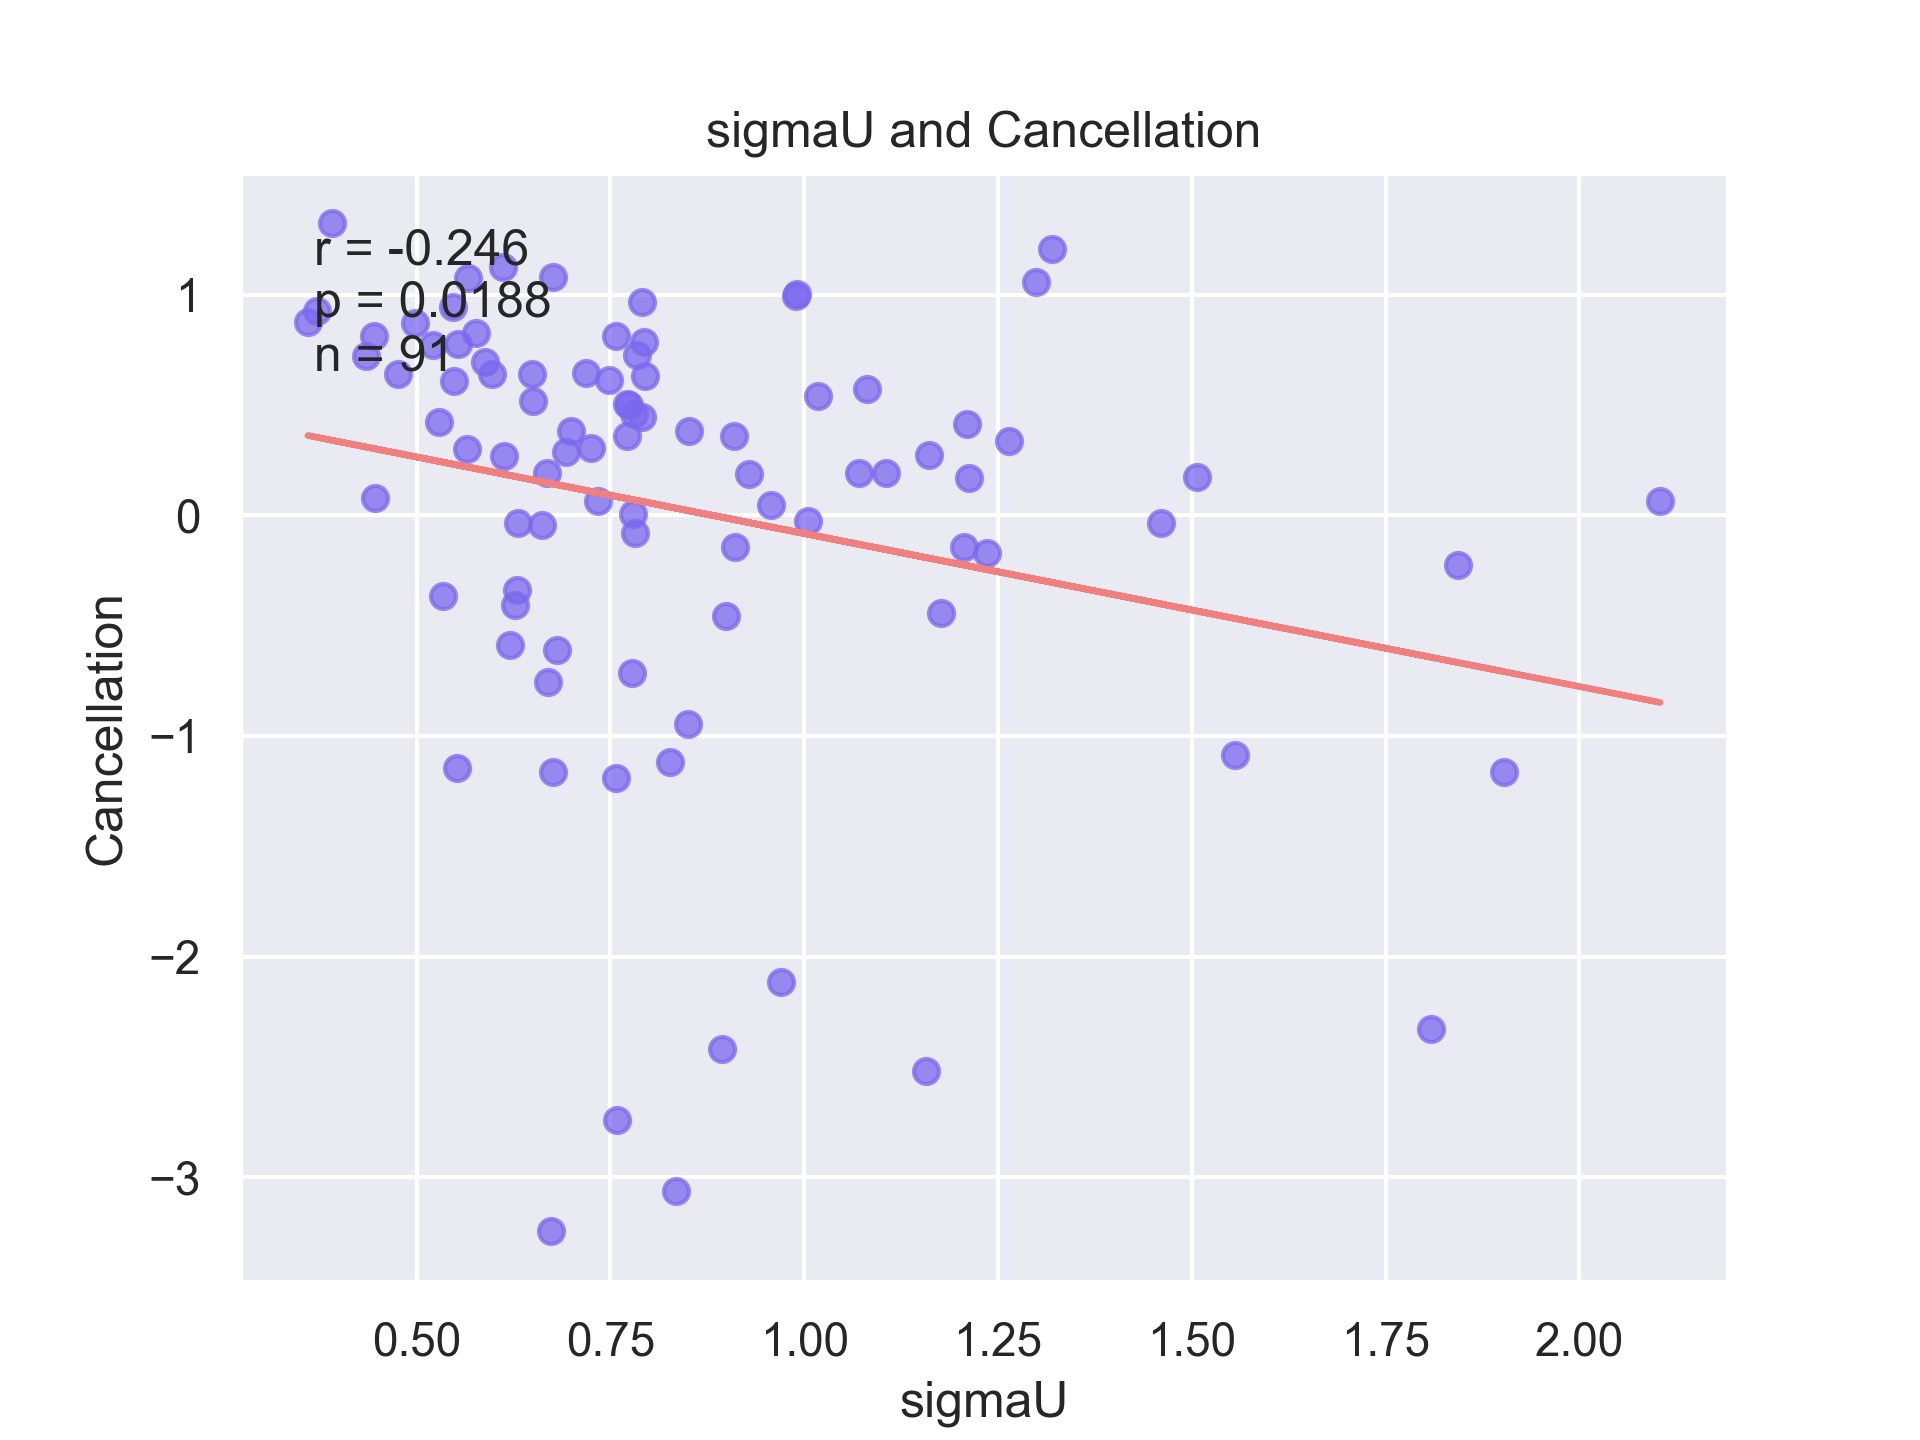 sigmaU and Cancellation
r = -0.246
p = 0.0188
n = 91
1
0
−1
−2
−3
Cancellation
0.50 0.75 1.00 1.25 1.50 1.75 2.00
sigmaU